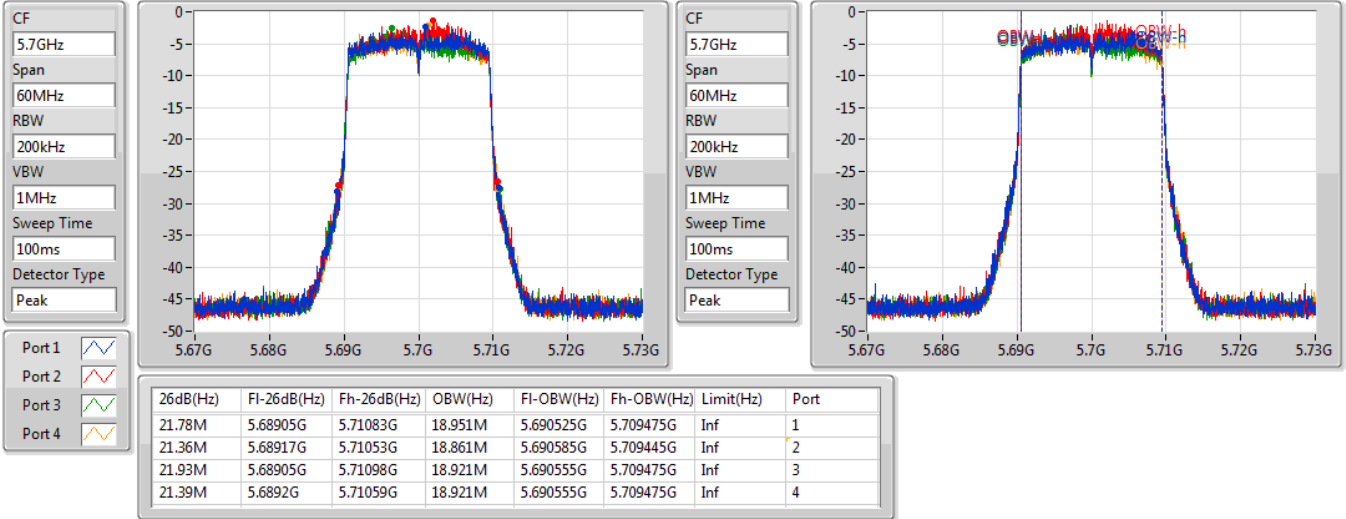 CF
5.7GHz
Span
60MHz
RBW
200kHz
VBW
1MHz
Sweep Time
100ms
Detector Type
Peak
0
-5
-10
-15
-20
-25
-30
-35
-40
-45
-50
5.67G 5.68G 5.69G 5.7G 5.71G 5.72G 5.73G
CF
5.7GHz
Span
60MHz
RBW
200kHz
VBW
1MHz
Sweep Time
100ms
Detector Type
Peak
0
-5
-10
-15
-20
-25
-30
-35
-40
-45
-50
OBW-h
OBW-h
5.67G 5.68G 5.69G 5.7G 5.71G 5.72G 5.73G
Port 1
Port 2
Port 3
Port 4
26dB(Hz) Fl-26dB(Hz) Fh-26dB(Hz) OBW(Hz) Fl-OBW(Hz) Fh-OBW(Hz) Limit(Hz) Port
21.78M 5.68905G 5.71083G 18.951M 5.690525G 5.709475G Inf 1
21.36M 5.68917G 5.71053G 18.861M 5.690585G 5.709445G Inf 2
21.93M 5.68905G 5.71098G 18.921M 5.690555G 5.709475G Inf 3
21.39M 5.6892G 5.71059G 18.921M 5.690555G 5.709475G Inf 4